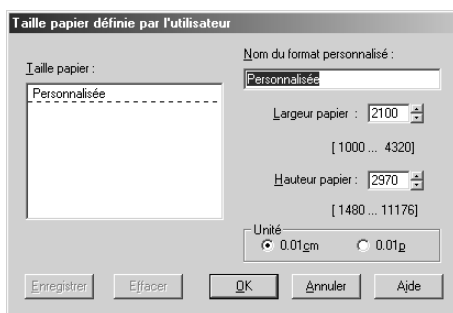 Taille papier définie par l'utilisateur
Taille papier :
Personnalisée
Nom du format personnalisé :
Personnalisée
Largeur papier : 2100
[ 1000 ... 4320]
Hauteur papier : 2970
[ 1480 ... 11176]
Unité
0.01cm 0.01p
Enregistrer Effacer OK Annuler Ajde